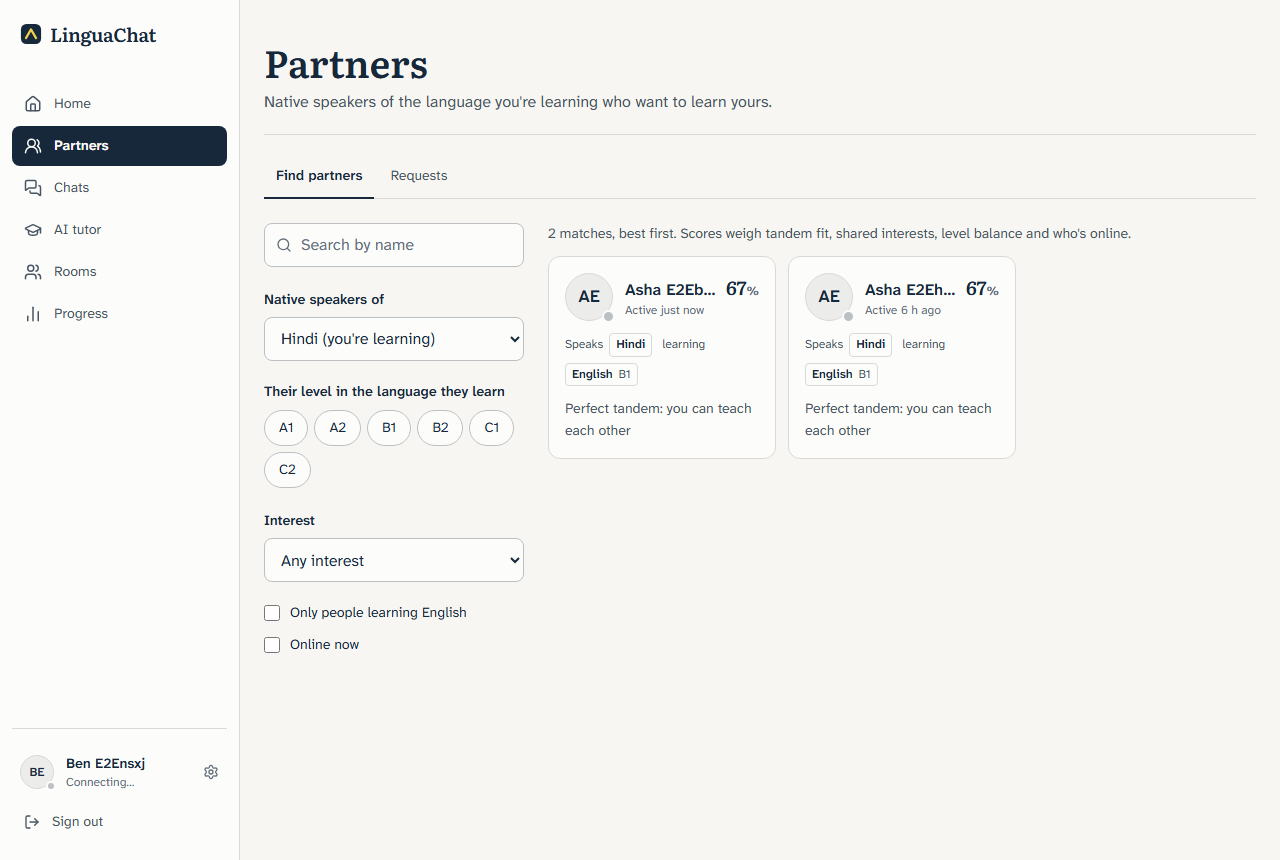 LinguaChat
Home
Partners
Chats
AI tutor
Rooms
Progress
BE
Ben E2Ensxj
Connecting...
Sign out
Partners
Native speakers of the language you're learning who want to learn yours.
Find partners Requests
Search by name
Native speakers of
Hindi (you're learning)
Their level in the language they learn
A1 A2 B1 B2 C1
C2
Interest
Any interest
Only people learning English
Online now
2 matches, best first. Scores weigh tandem fit, shared interests, level balance and who's online.
AE
Asha E2Eb... 67%
Active just now
Speaks Hindi learning
English B1
Perfect tandem: you can teach
each other
AE
Asha E2Eh... 67%
Active 6 h ago
Speaks Hindi learning
English B1
Perfect tandem: you can teach
each other